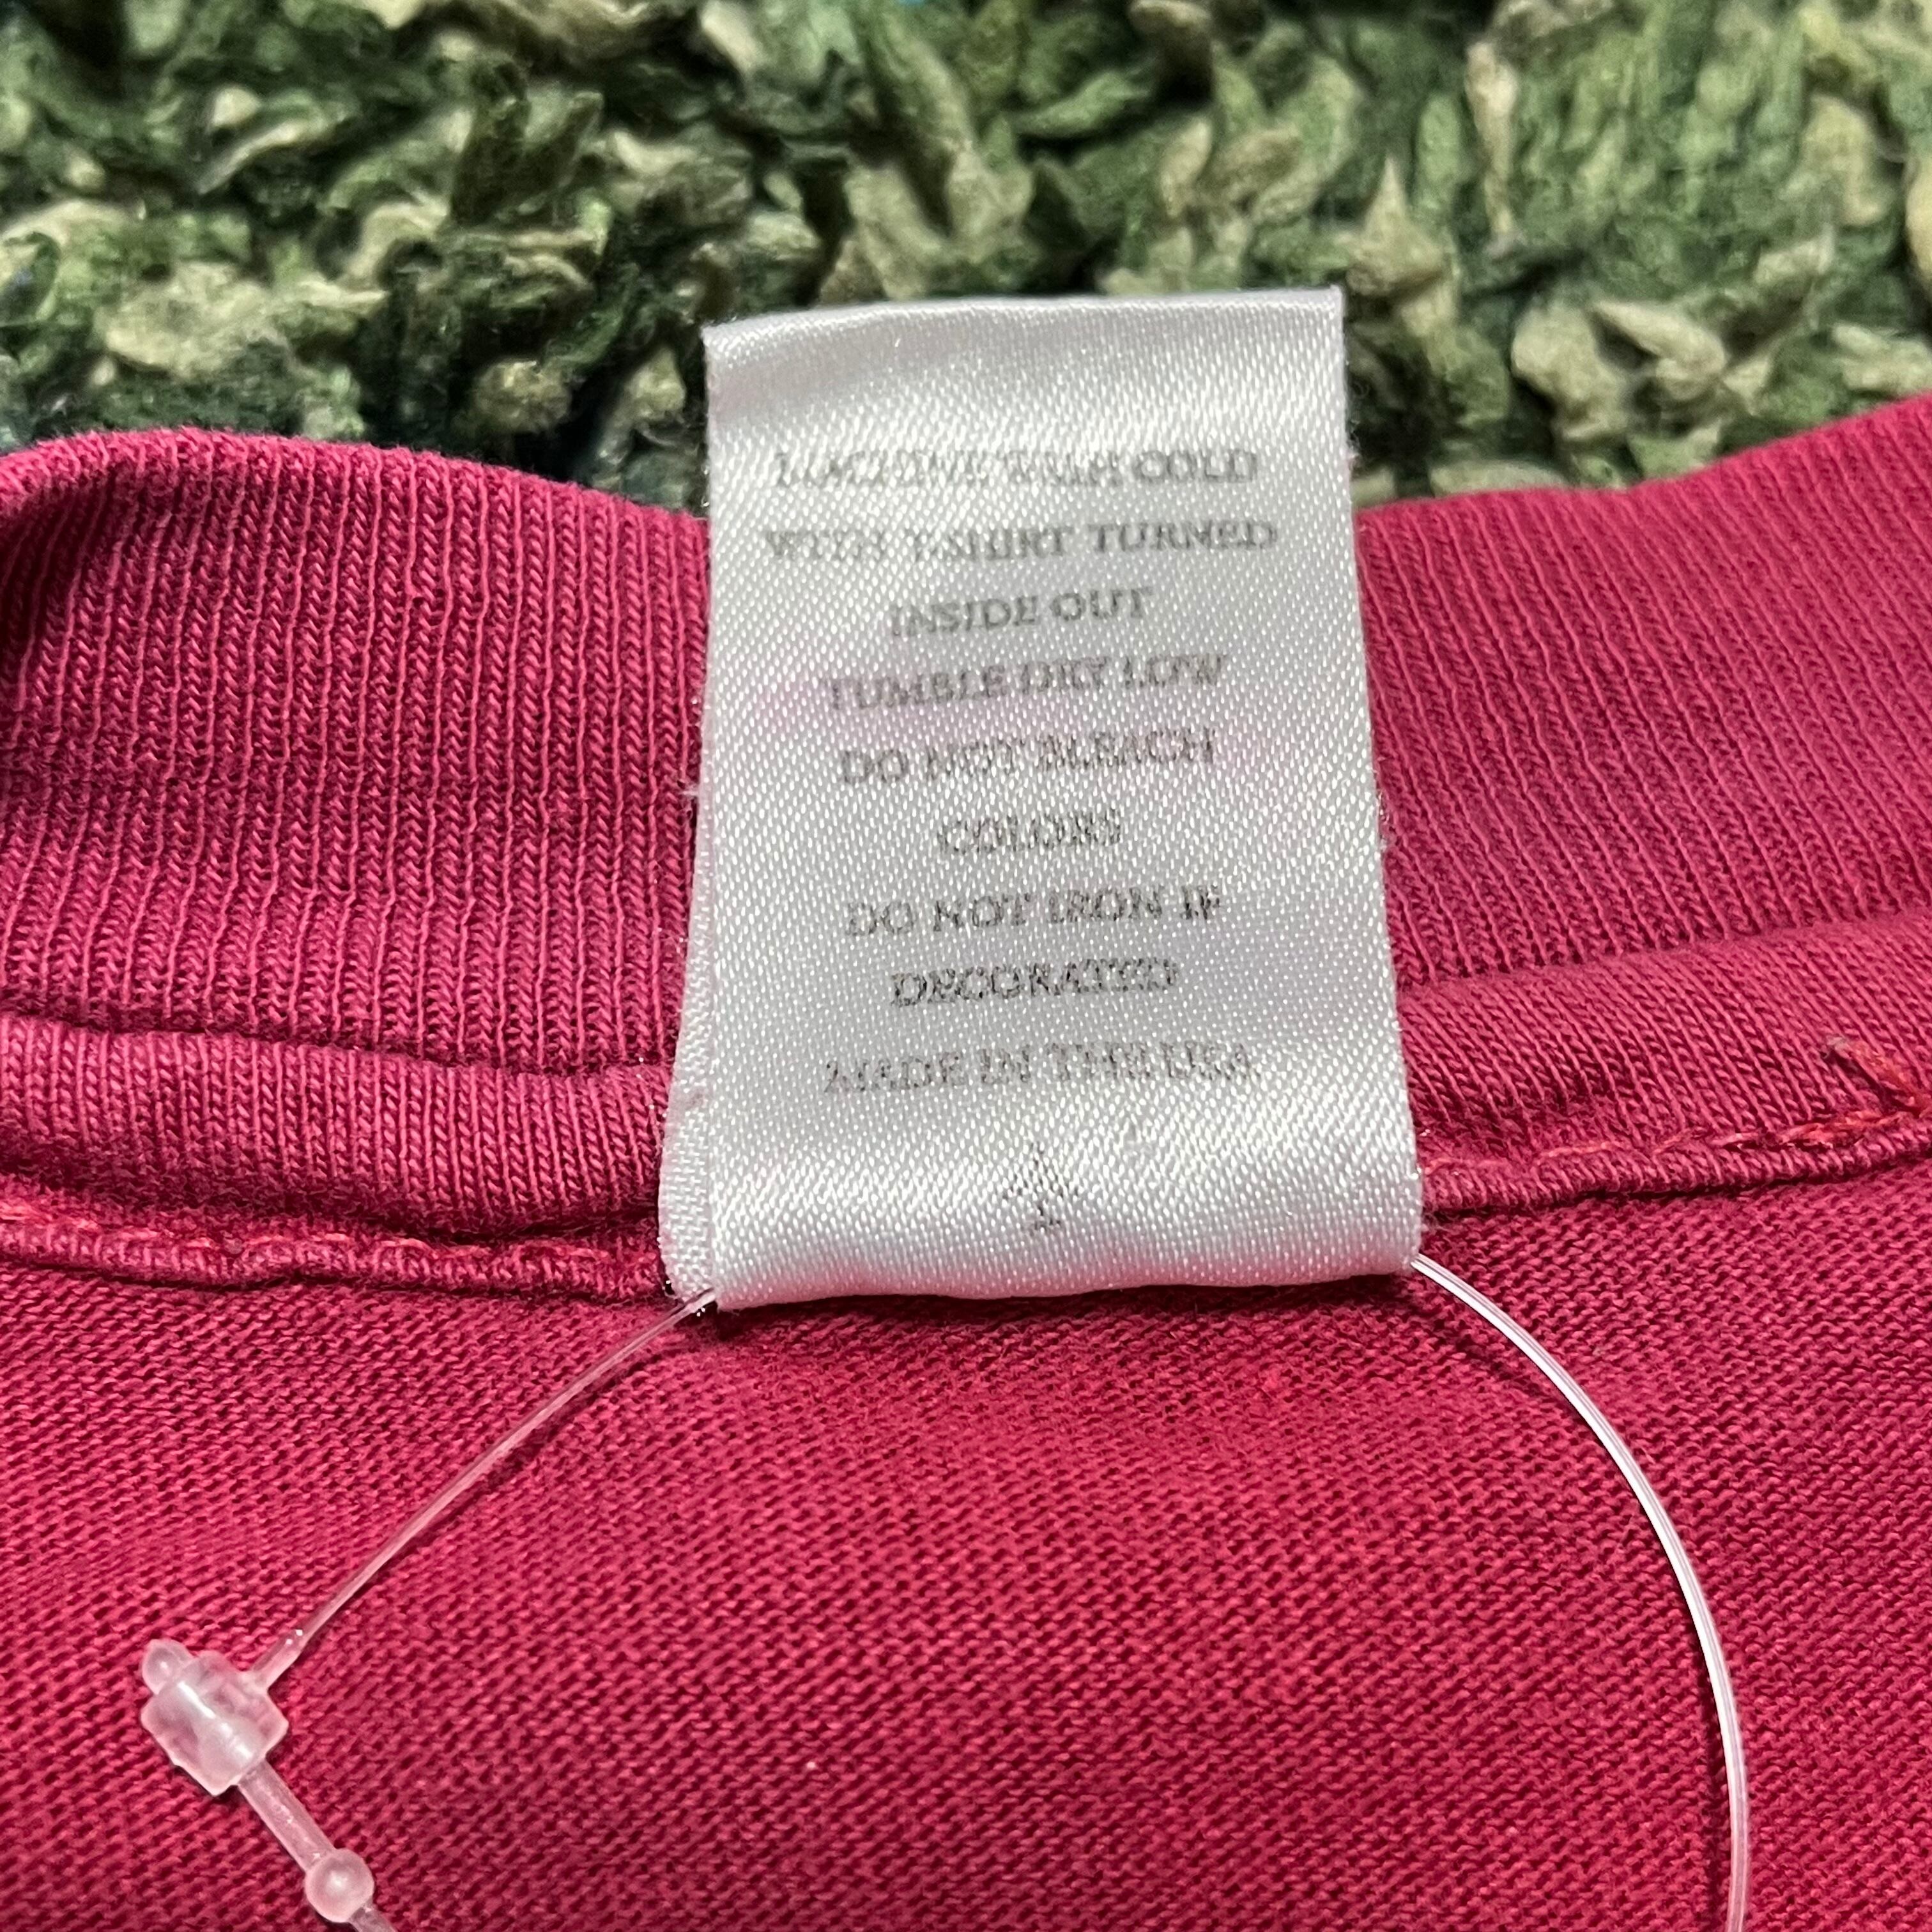 MACHINE WASH COLD
WITH T-SHIRT TURNED
INSIDE OUT
TUMBLE DRY LOW
DO NOT BLEACH
COLORS
DO NOT IRON IF
DECORATED
MADE IN THE USA